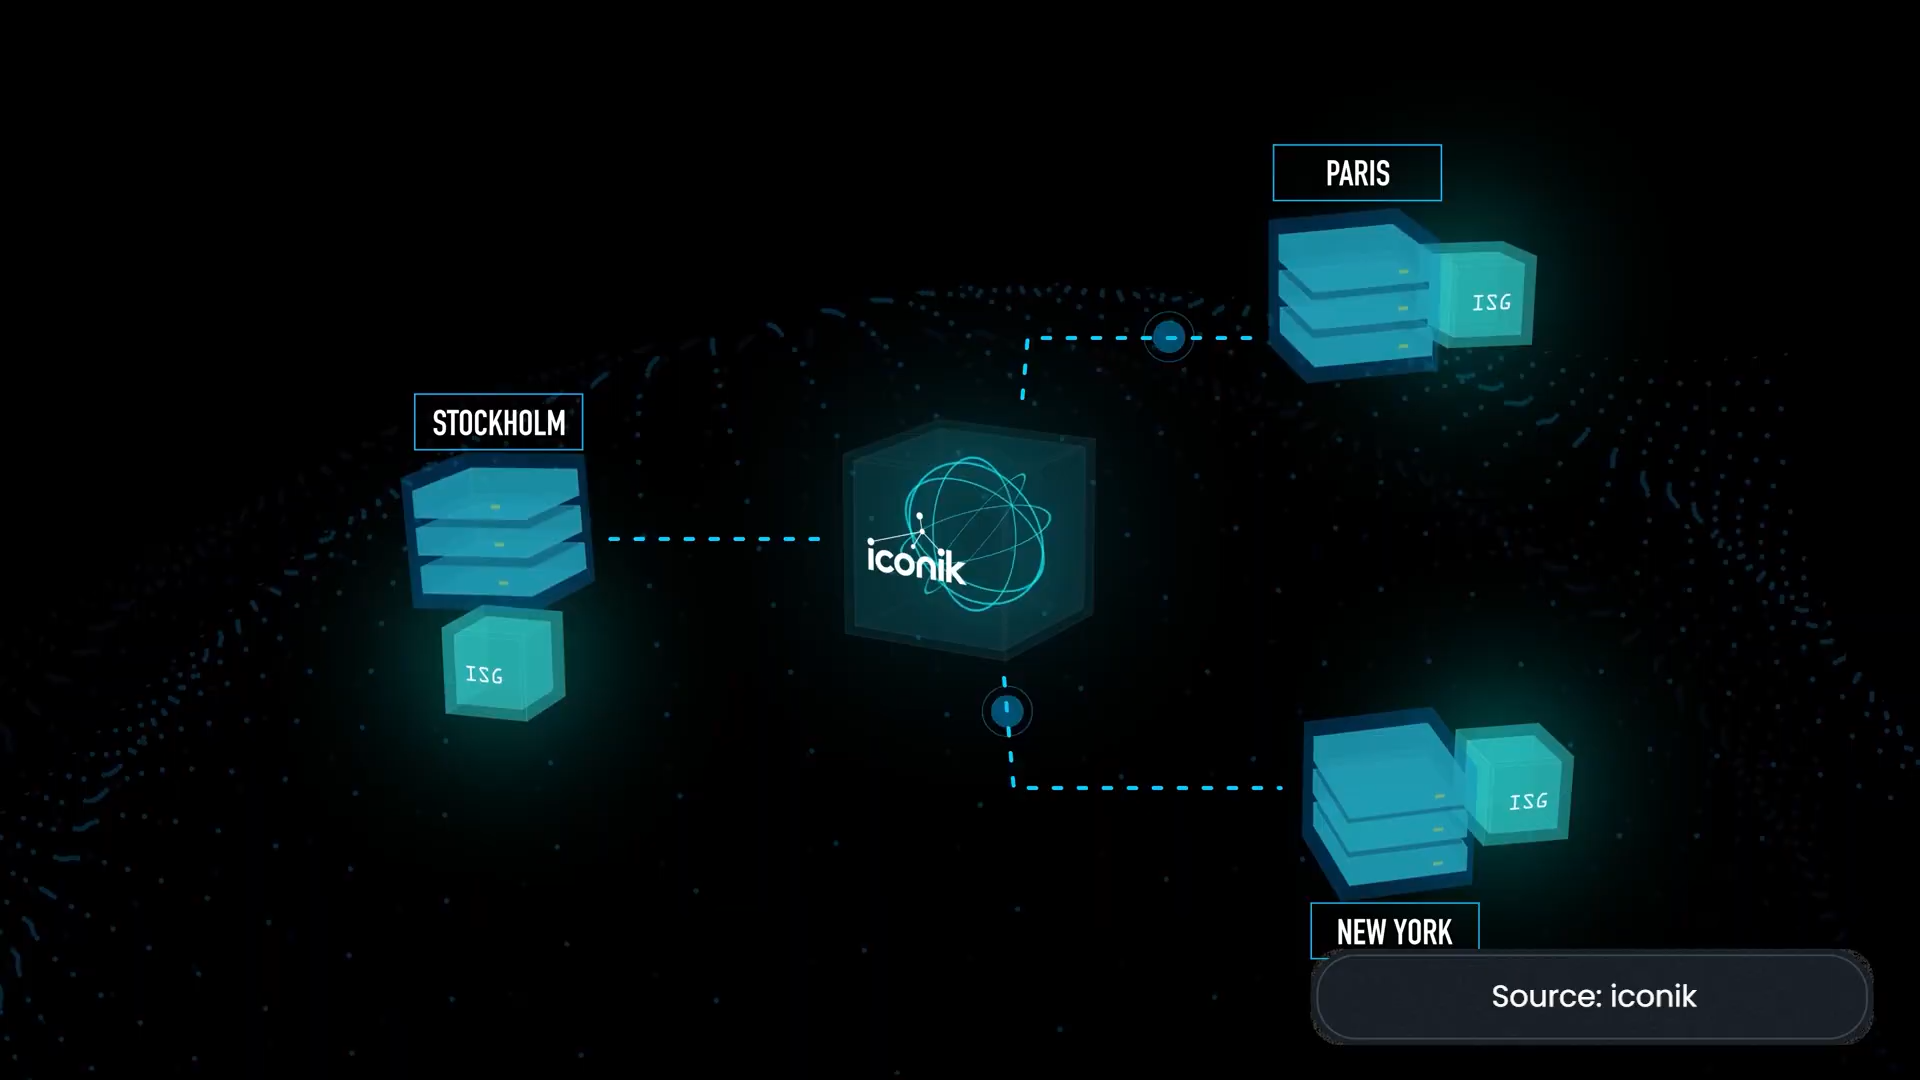 PARIS
ISG
STOCKHOLM
iconik
ISG
ISG
NEW YORK
Source: iconik